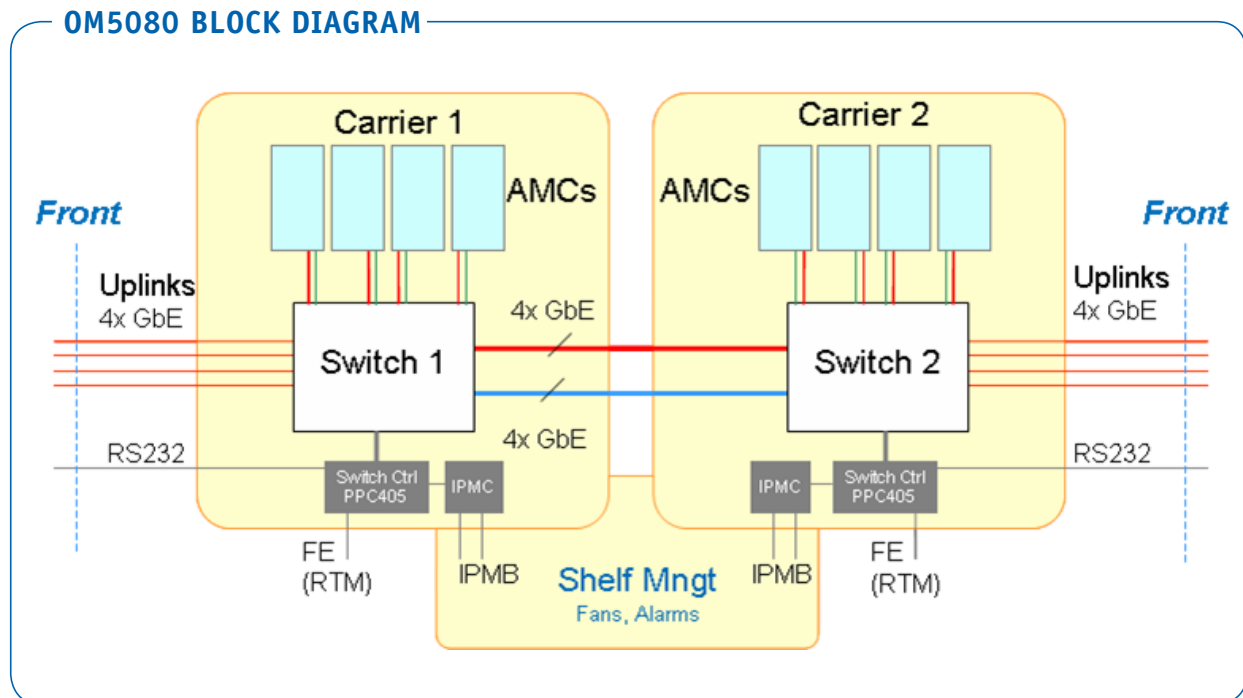 OM5080 BLOCK DIAGRAM
Carrier 1
AMCs
Front
Uplinks
4x GbE
Switch 1
RS232
Switch Ctrl
PPC405
IPMC
FE
(RTM)
IPMB
4x GbE
4x GbE
Carrier 2
AMCs
Front
Uplinks
4x GbE
Switch 2
RS232
IPMC
Switch Ctrl
PPC405
IPMB
FE
(RTM)
Shelf Mngt
Fans, Alarms